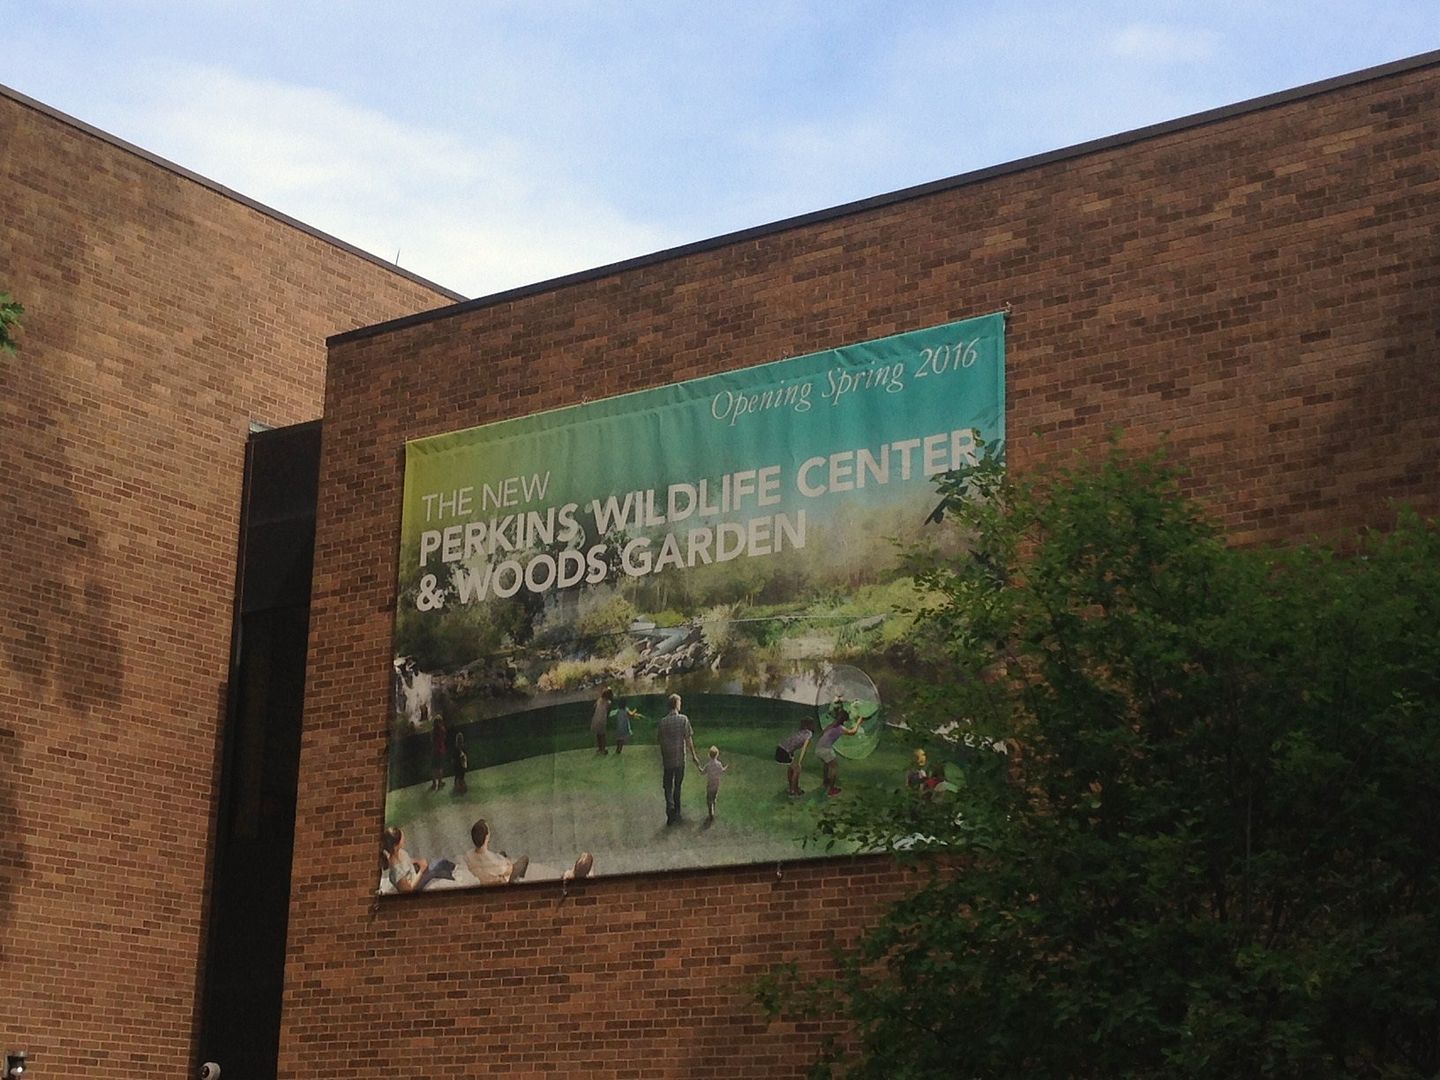 Opening Spring 2016
THE NEW
PERKINS WILDLIFE CENTER
& WOODS GARDEN